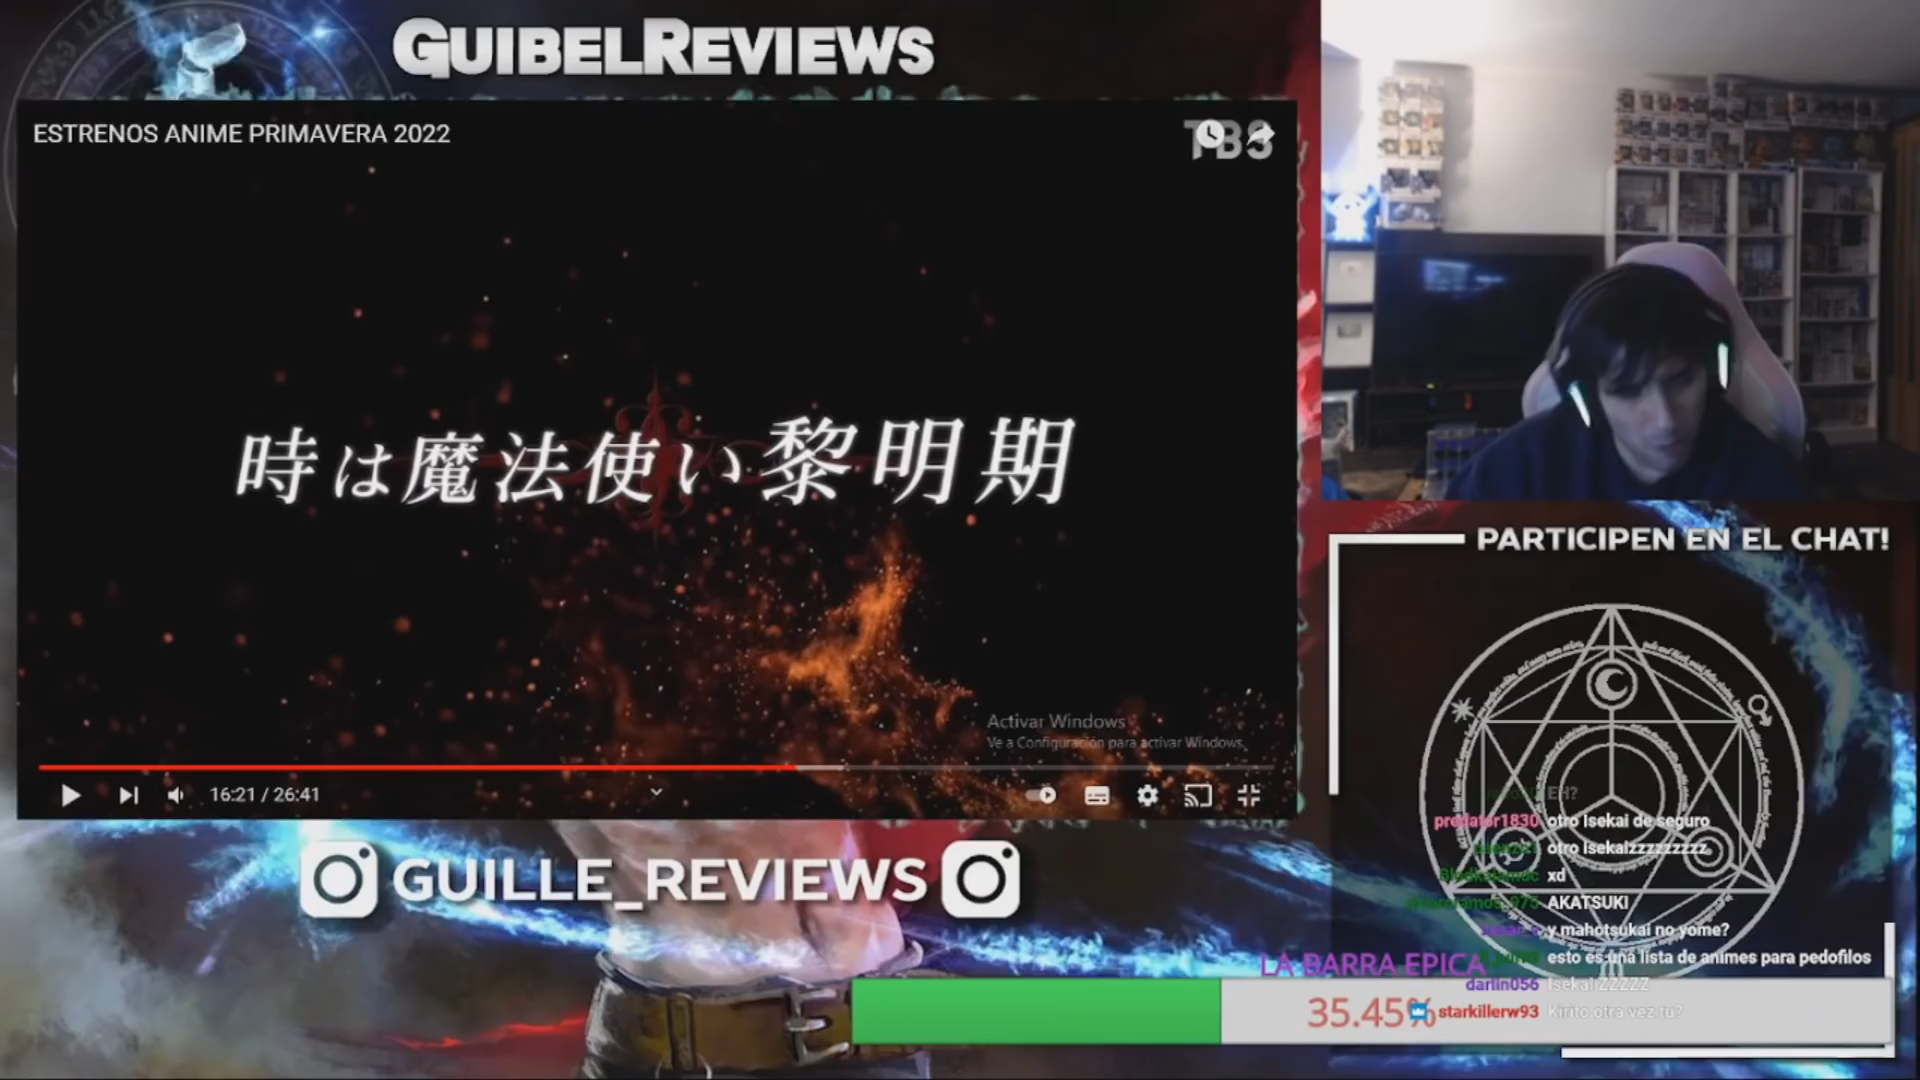 GUIBELREVIEWS
ESTRENOS ANIME PRIMAVERA 2022
TBS
時は魔法使い黎明期
Activar Windows
Ve a Configuración para activar Windows.
16:21 / 26:41
GUILLE_REVIEWS
PARTICIPEN EN EL CHAT!
EH?
predator1830 otro Isekai de seguro
otro Isekaizzzzzzzzz
xd
AKATSUKI
y mahotsukai no yome?
esto es una lista de animes para pedofilos
darlin056 Isekai ZZZZZ
starkillerw93 Kirito otra vez tu?
LA BARRA EPICA
35.45%